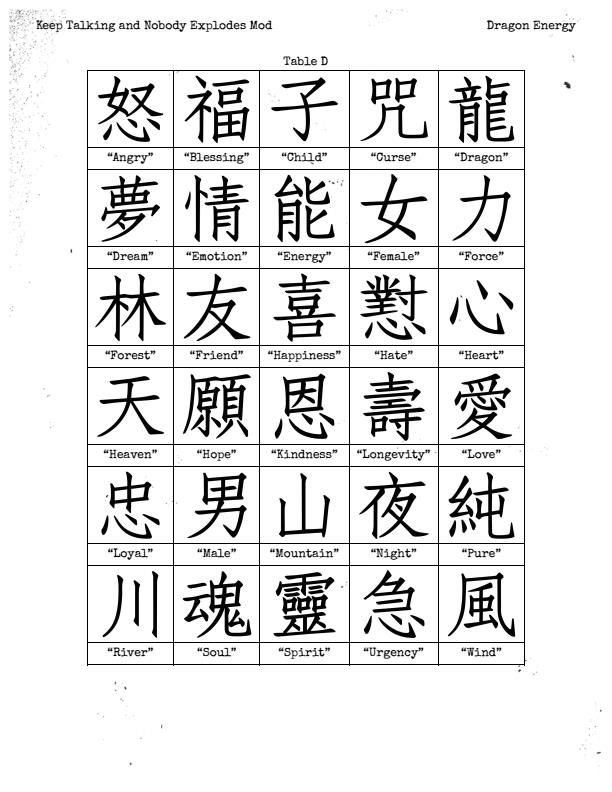 Keep Talking and Nobody Explodes Mod Dragon Energy
Table D
怒 福 子 咒 龍
“Angry” “Blessing” “Child” “Curse” “Dragon”
夢 情 能 女 力
“Dream” “Emotion” “Energy” “Female” “Force”
林 友 喜 懟 心
“Forest” “Friend” “Happiness” “Hate” “Heart”
天 願 恩 壽 愛
“Heaven” “Hope” “Kindness” “Longevity” “Love”
忠 男 山 夜 純
“Loyal” “Male” “Mountain” “Night” “Pure”
川 魂 靈 急 風
“River” “Soul” “Spirit” “Urgency” “Wind”